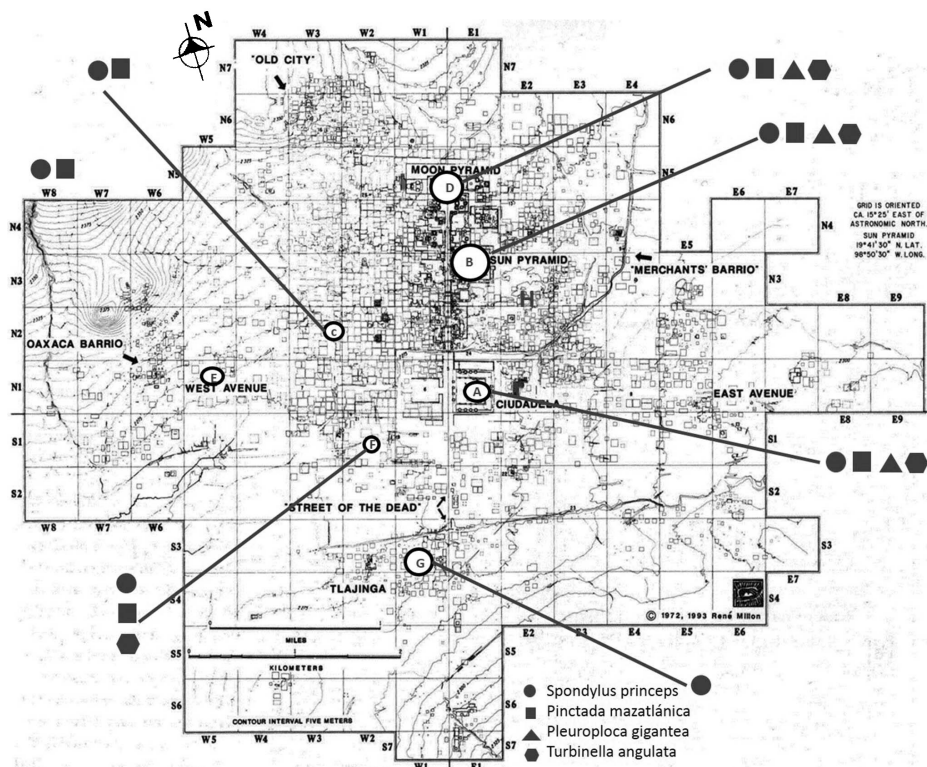 N
W4 W3 W2 W1 E1
"OLD CITY"
N7 N7
E2 E3 E4
N6 N6
W5
N5 N5
MOON PYRAMID
D
W8 W7 W6
E6 E7
N4 N4
GRID IS ORIENTED
CA. 15°25' EAST OF
ASTRONOMIC NORTH.
SUN PYRAMID
19°41'30" N. LAT.
98°50'30" W. LONG.
E5
B
SUN PYRAMID
"MERCHANTS' BARRIO"
N3 N3
E8 E9
C
N2
OAXACA BARRIO
WEST AVENUE
N1
A
CIUDADELA
EAST AVENUE
E8 E9
F
S1 S1
S2 S2
"STREET OF THE DEAD"
W8 W7 W6
S3 S3
G
TLAJINGA
E7
S4 S4
© 1972, 1993 René Millon
0
MILES
E2 E3 E4 E5 E6
S5 S5
0 2
KILOMETERS
S6 S6
CONTOUR INTERVAL FIVE METERS
W5 W4 W3 W2
S7 S7
W1 E1
Spondylus princeps
Pinctada mazatlánica
Pleuroploca gigantea
Turbinella angulata